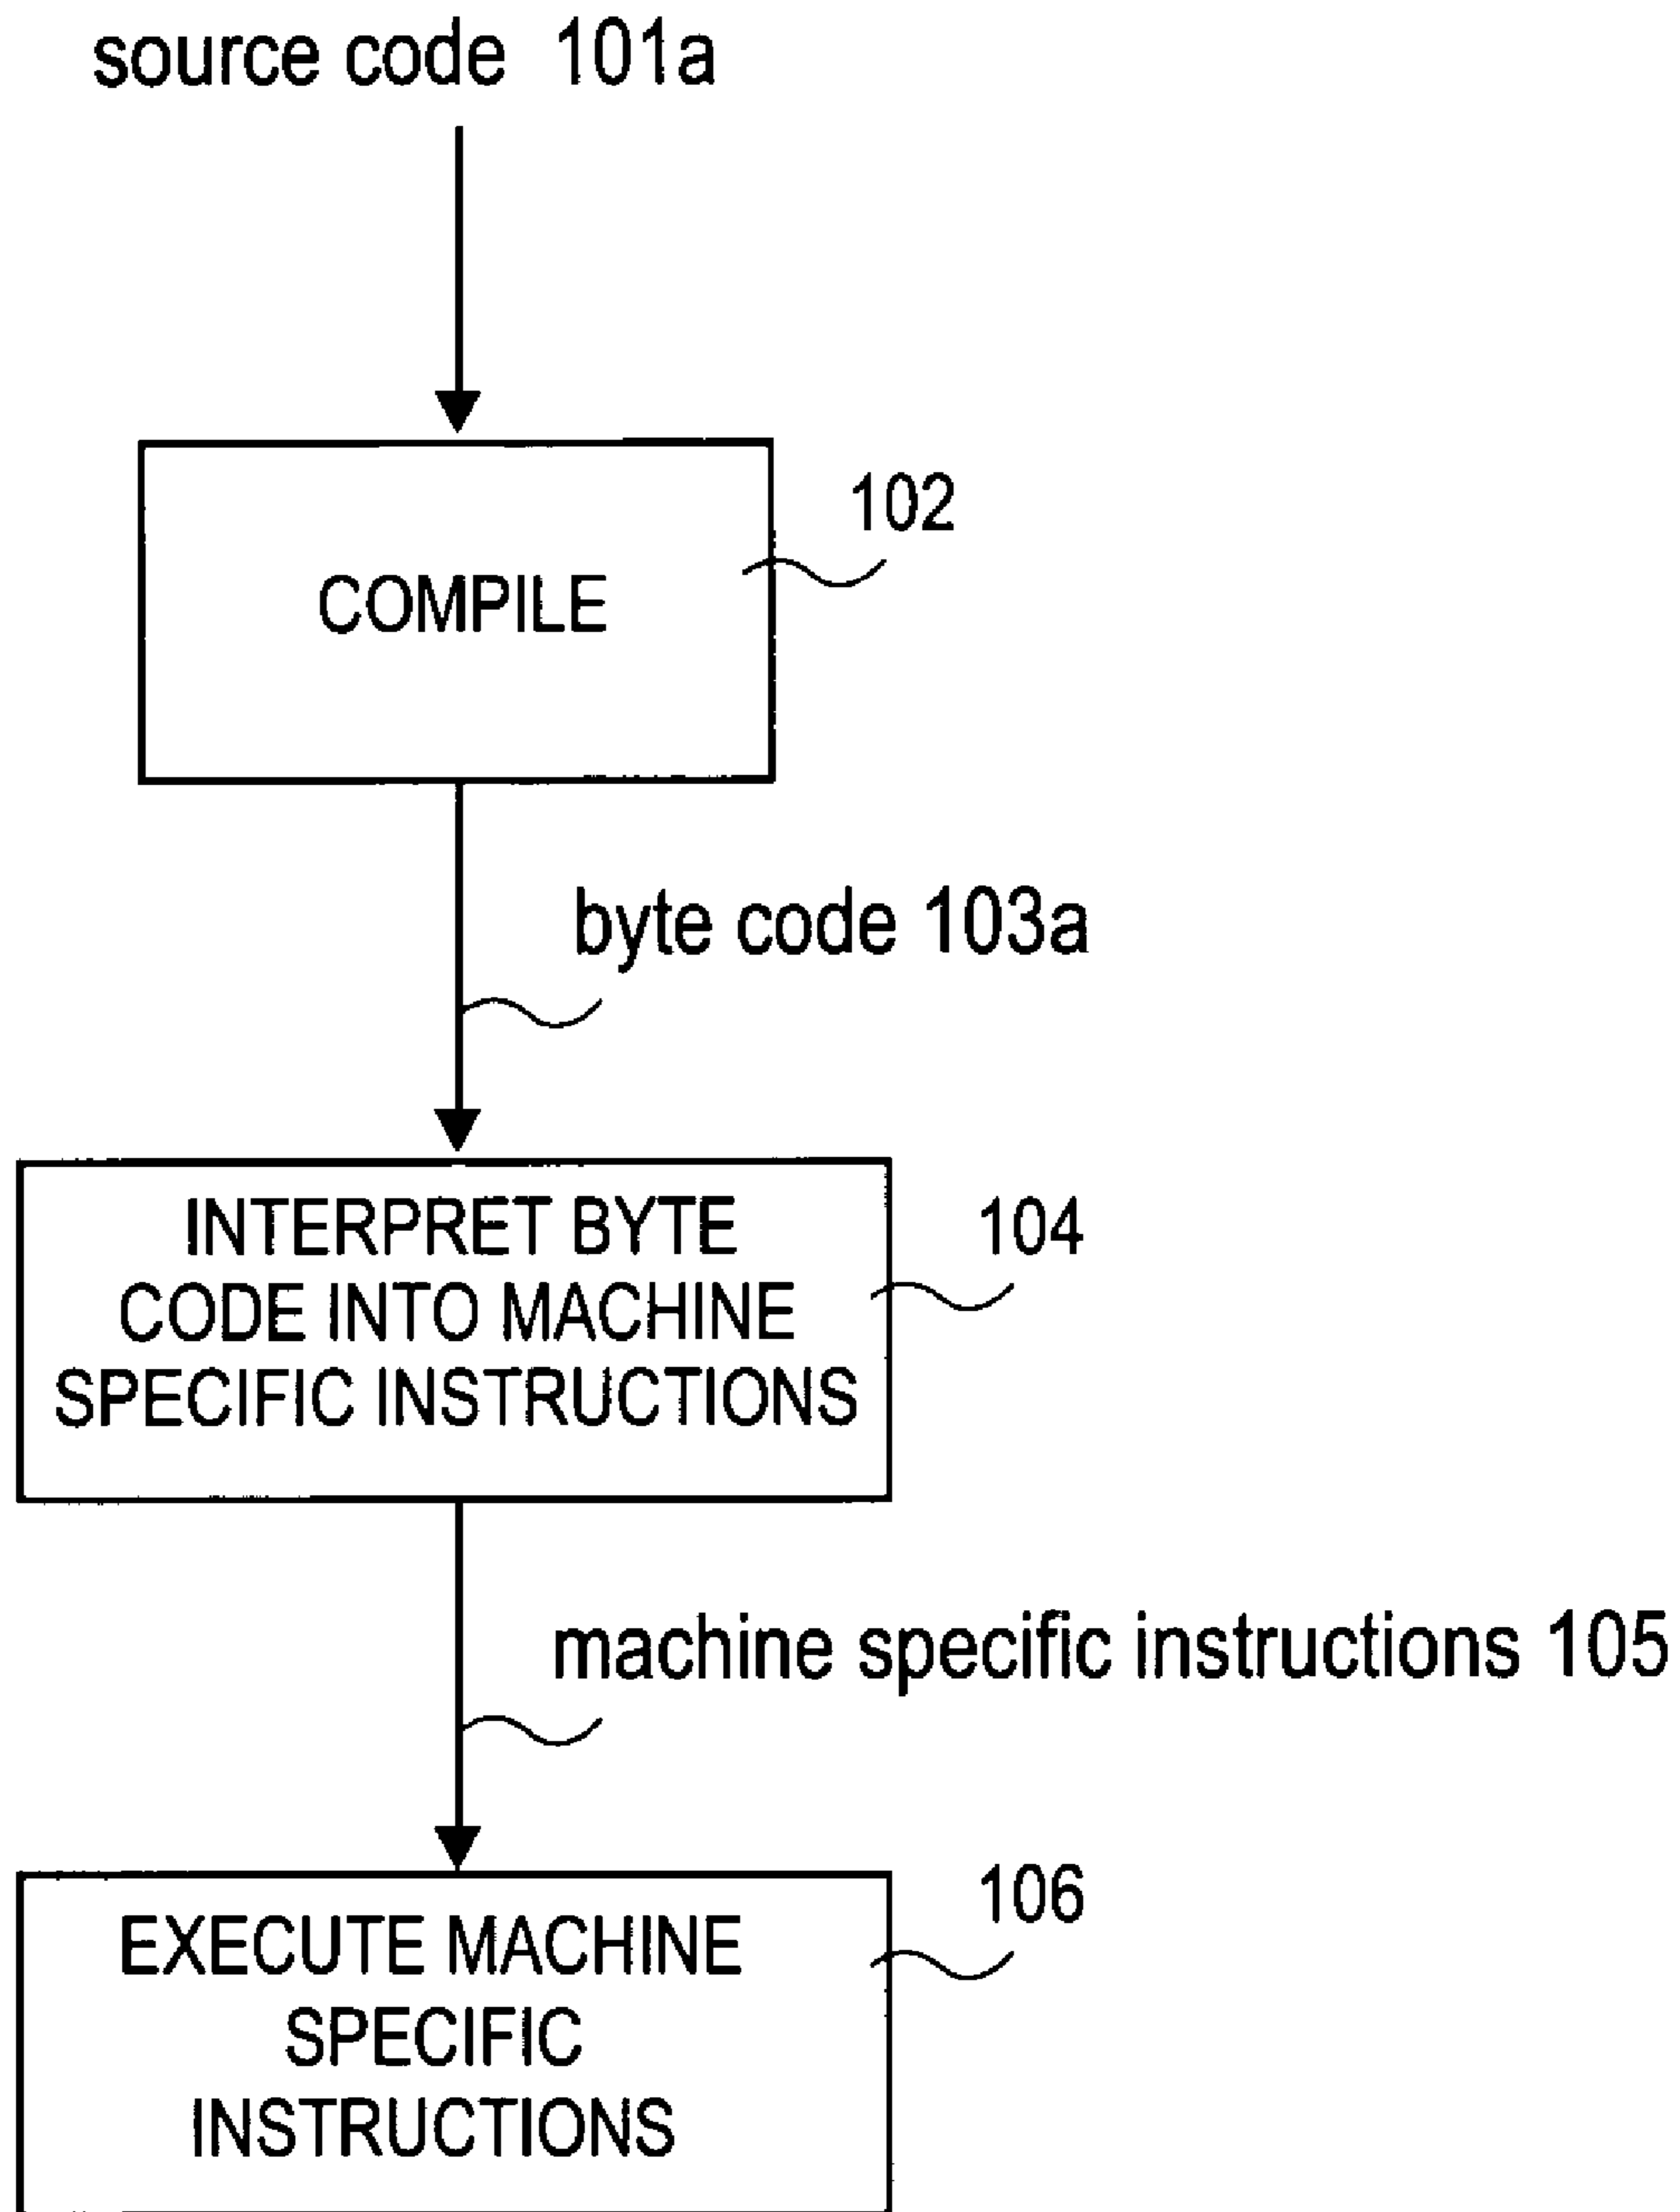 source code 101a
102
COMPILE
byte code 103a
INTERPRET BYTE
104
CODE INTO MACHINE
SPECIFIC INSTRUCTIONS
machine specific instructions 105
106
EXECUTE MACHINE
SPECIFIC
INSTRUCTIONS